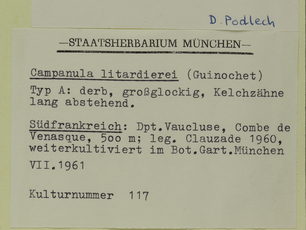 D. Podlech
—STAATSHERBARIUM MÜNCHEN—
Campanula litardierei (Guinochet)
Typ A: derb, großglockig, Kelchzähne
lang abstehend.
Südfrankreich: Dpt.Vaucluse, Combe de
Venasque, 500 m; leg. Clauzade 1960,
weiterkultiviert im Bot.Gart.München
VII.1961
Kulturnummer 117